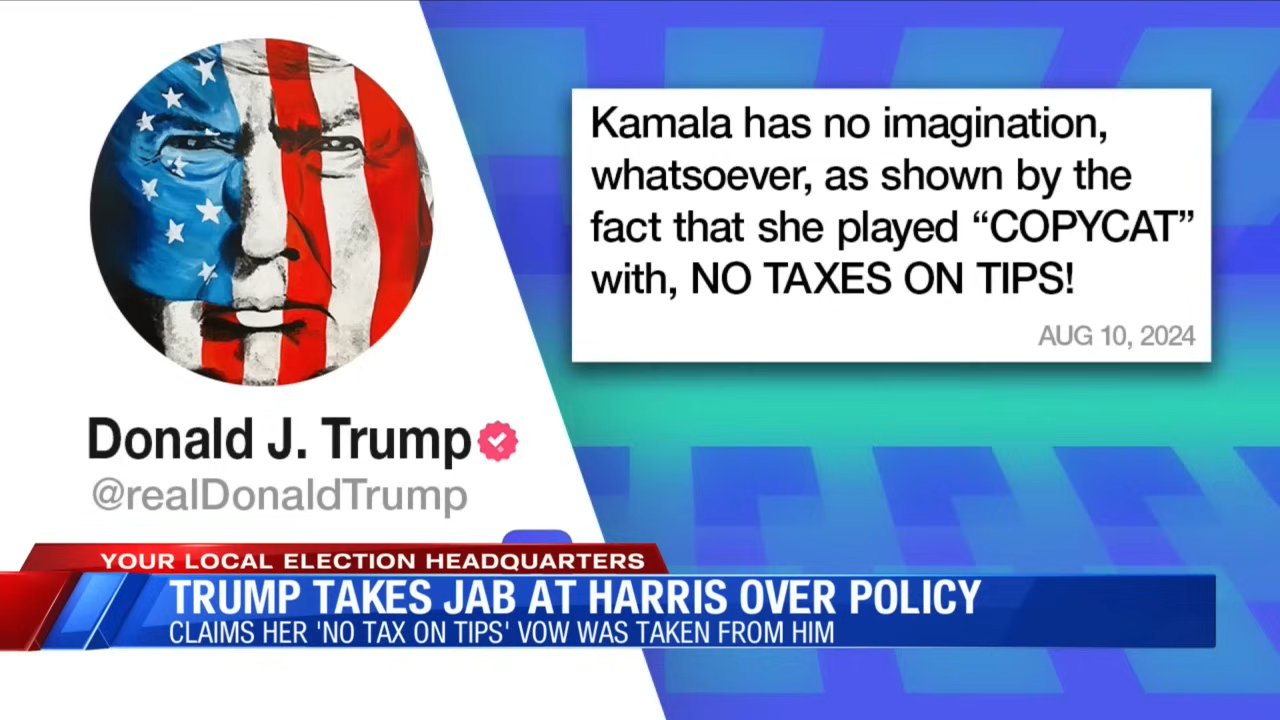 Kamala has no imagination,
whatsoever, as shown by the
fact that she played “COPYCAT”
with, NO TAXES ON TIPS!
AUG 10, 2024
Donald J. Trump
@realDonaldTrump
YOUR LOCAL ELECTION HEADQUARTERS
TRUMP TAKES JAB AT HARRIS OVER POLICY
CLAIMS HER 'NO TAX ON TIPS' VOW WAS TAKEN FROM HIM